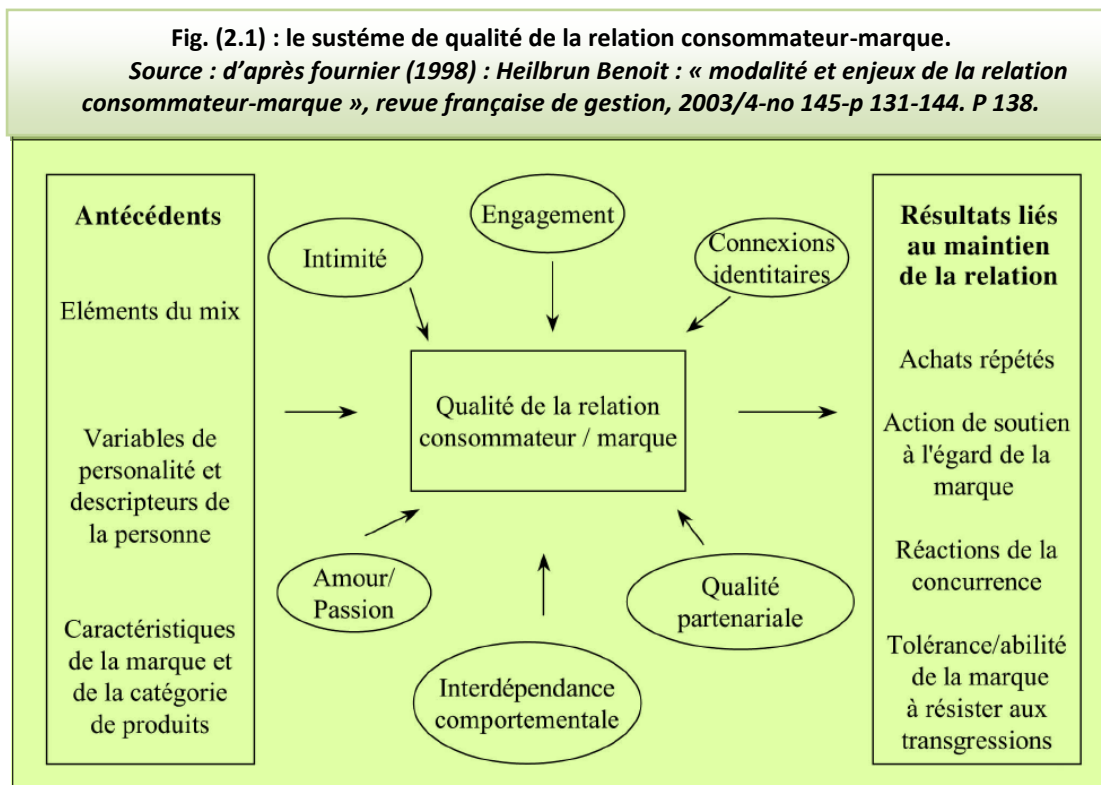 Fig. (2.1) : le sustéme de qualité de la relation consommateur-marque.
Source : d'après fournier (1998) : Heilbrun Benoit : « modalité et enjeux de la relation
consommateur-marque », revue française de gestion, 2003/4-no 145-p 131-144. P 138.
Antécédents
Eléments du mix
Variables de
personalité et
descripteurs de
la personne
Caractéristiques
de la marque et
de la catégorie
de produits
Intimité
Engagement
Connexions
identitaires
Qualité de la relation
consommateur / marque
Amour/
Passion
Interdépendance
comportementale
Qualité
partenariale
Résultats liés
au maintien
de la relation
Achats répétés
Action de soutien
à l'égard de la
marque
Réactions de la
concurrence
Tolérance/abilité
de la marque
à résister aux
transgressions